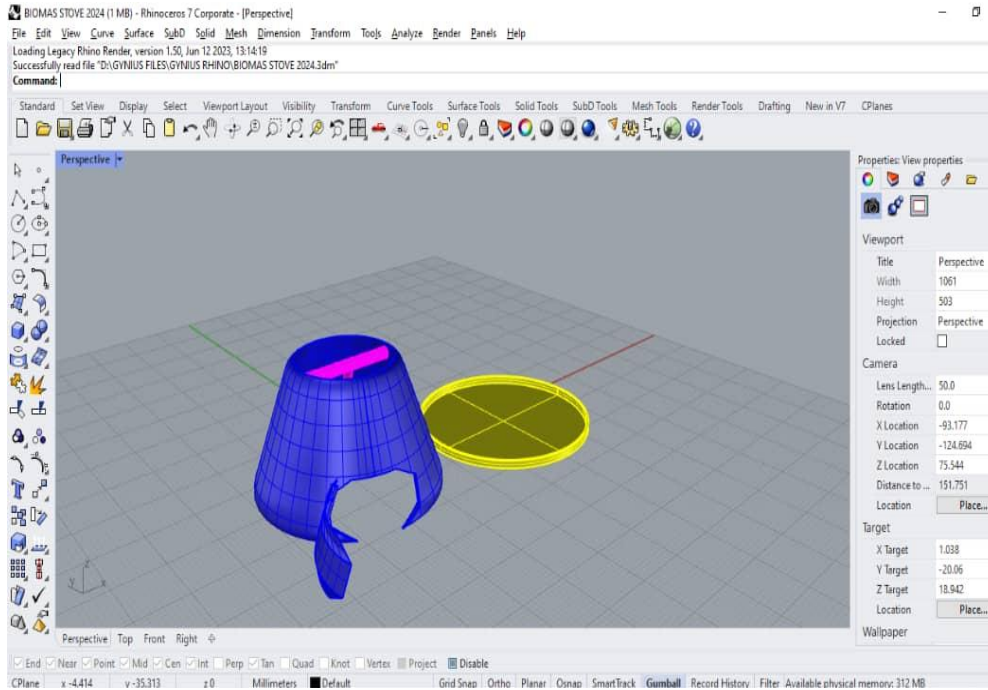 BIOMAS STOVE 2024 (1 MB) - Rhinoceros 7 Corporate - [Perspective]
File Edit View Curve Surface SubD Solid Mesh Dimension Transform Tools Analyze Render Panels Help
Loading Legacy Rhino Render, version 1.50, Jun 12 2023, 13:14:19
Successfully read file "D:\GYNIUS FILES\GYNIUS RHINO\BIOMAS STOVE 2024.3dm"
Command:
Standard Set View Display Select Viewport Layout Visibility Transform Curve Tools Surface Tools Solid Tools SubD Tools Mesh Tools Render Tools Drafting New in V7 CPlanes
Perspective
Properties: View properties
Viewport
Title Perspective
Width 1061
Height 503
Projection Perspective
Locked
Camera
Lens Length... 50.0
Rotation 0.0
X Location -93.177
Y Location -124.694
Z Location 75.544
Distance to ... 151.751
Location Place...
Target
X Target 1.038
Y Target -20.06
Z Target 18.942
Location Place...
Wallpaper
z
y x
Perspective Top Front Right
End Near Point Mid Cen Int Perp Tan Quad Knot Vertex Project Disable
CPlane x -4.414 y -35.313 z 0 Millimeters Default Grid Snap Ortho Planar Osnap SmartTrack Gumball Record History Filter Available physical memory: 312 MB